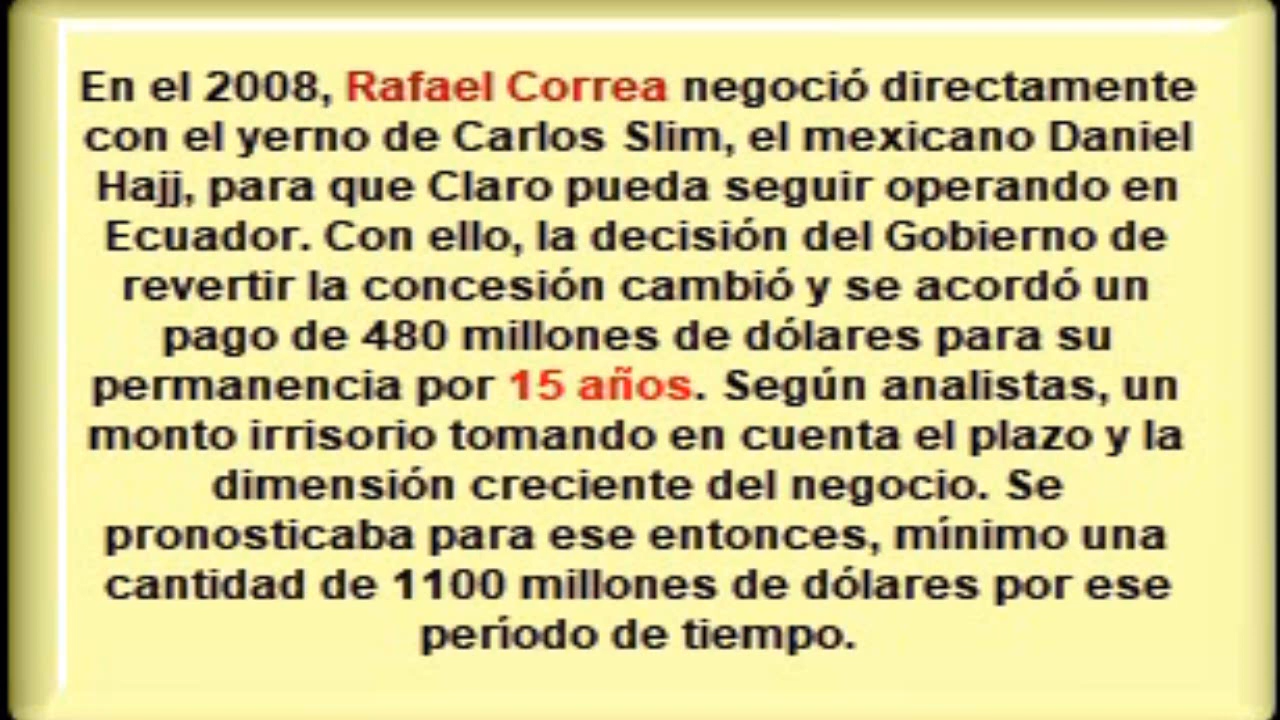 En el 2008, Rafael Correa negoció directamente
con el yerno de Carlos Slim, el mexicano Daniel
Hajj, para que Claro pueda seguir operando en
Ecuador. Con ello, la decisión del Gobierno de
revertir la concesión cambió y se acordó un
pago de 480 millones de dólares para su
permanencia por 15 años. Según analistas, un
monto irrisorio tomando en cuenta el plazo y la
dimensión creciente del negocio. Se
pronosticaba para ese entonces, mínimo una
cantidad de 1100 millones de dólares por ese
período de tiempo.